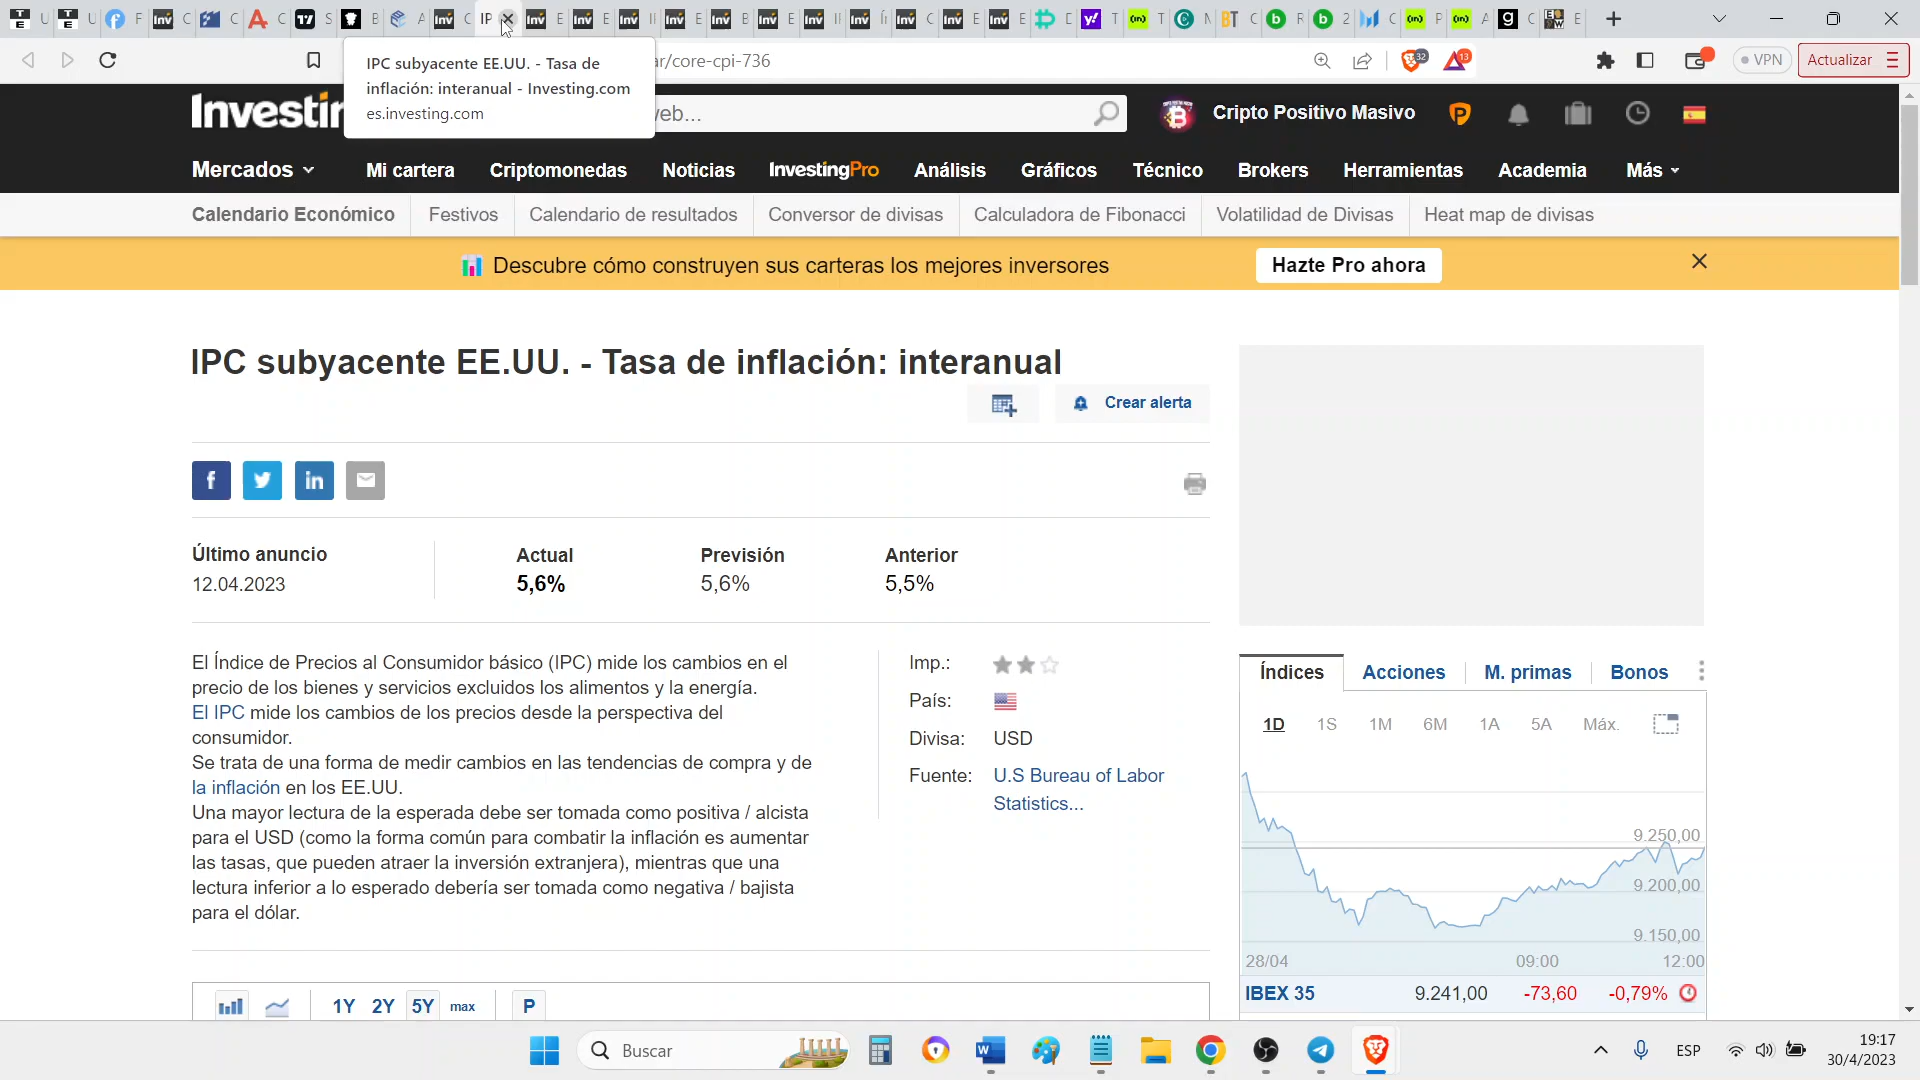 IPC subyacente EE.UU. - Tasa de
inflación: interanual - Investing.com
es.investing.com
ar/core-cpi-736
VPN
Actualizar
Investin
web...
Cripto Positivo Masivo
Mercados
Mi cartera
Criptomonedas
Noticias
InvestingPro
Análisis
Gráficos
Técnico
Brokers
Herramientas
Academia
Más
Calendario Económico
Festivos
Calendario de resultados
Conversor de divisas
Calculadora de Fibonacci
Volatilidad de Divisas
Heat map de divisas
Descubre cómo construyen sus carteras los mejores inversores
Hazte Pro ahora
IPC subyacente EE.UU. - Tasa de inflación: interanual
Crear alerta
Último anuncio
12.04.2023
Actual
5,6%
Previsión
5,6%
Anterior
5,5%
El Índice de Precios al Consumidor básico (IPC) mide los cambios en el
precio de los bienes y servicios excluidos los alimentos y la energía.
El IPC mide los cambios de los precios desde la perspectiva del
consumidor.
Se trata de una forma de medir cambios en las tendencias de compra y de
la inflación en los EE.UU.
Una mayor lectura de la esperada debe ser tomada como positiva / alcista
para el USD (como la forma común para combatir la inflación es aumentar
las tasas, que pueden atraer la inversión extranjera), mientras que una
lectura inferior a lo esperado debería ser tomada como negativa / bajista
para el dólar.
Imp.:
País:
Divisa: USD
Fuente: U.S Bureau of Labor
Statistics...
1Y 2Y 5Y max P
Índices
Acciones
M. primas
Bonos
1D 1S 1M 6M 1A 5A Máx.
9.250,00
9.200,00
9.150,00
28/04 09:00 12:00
IBEX 35 9.241,00 -73,60 -0,79%
Buscar
ESP
19:17
30/4/2023